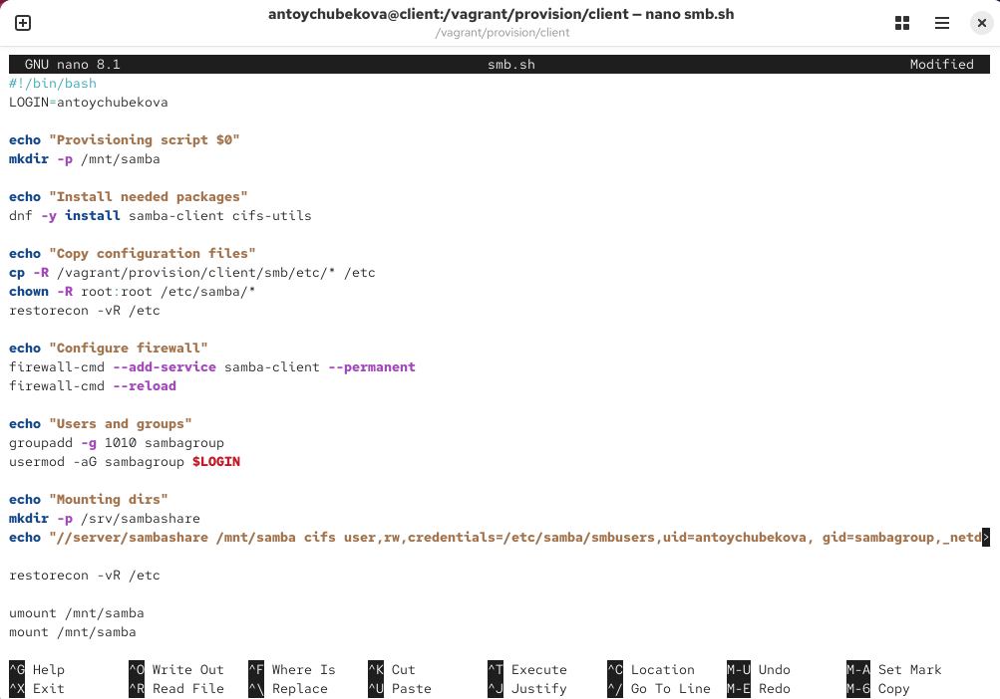 antoychubekova@client:/vagrant/provision/client — nano smb.sh
/vagrant/provision/client
GNU nano 8.1 smb.sh Modified
#!/bin/bash
LOGIN=antoychubekova
echo "Provisioning script $0"
mkdir -p /mnt/samba
echo "Install needed packages"
dnf -y install samba-client cifs-utils
echo "Copy configuration files"
cp -R /vagrant/provision/client/smb/etc/* /etc
chown -R root:root /etc/samba/*
restorecon -vR /etc
echo "Configure firewall"
firewall-cmd --add-service samba-client --permanent
firewall-cmd --reload
echo "Users and groups"
groupadd -g 1010 sambagroup
usermod -aG sambagroup $LOGIN
echo "Mounting dirs"
mkdir -p /srv/sambashare
echo "//server/sambashare /mnt/samba cifs user,rw,credentials=/etc/samba/smbusers,uid=antoychubekova, gid=sambagroup,_netd>
restorecon -vR /etc
umount /mnt/samba
mount /mnt/samba
^G Help ^O Write Out ^F Where Is ^K Cut ^T Execute ^C Location M-U Undo M-A Set Mark
^X Exit ^R Read File ^\ Replace ^U Paste ^J Justify ^/ Go To Line M-E Redo M-6 Copy